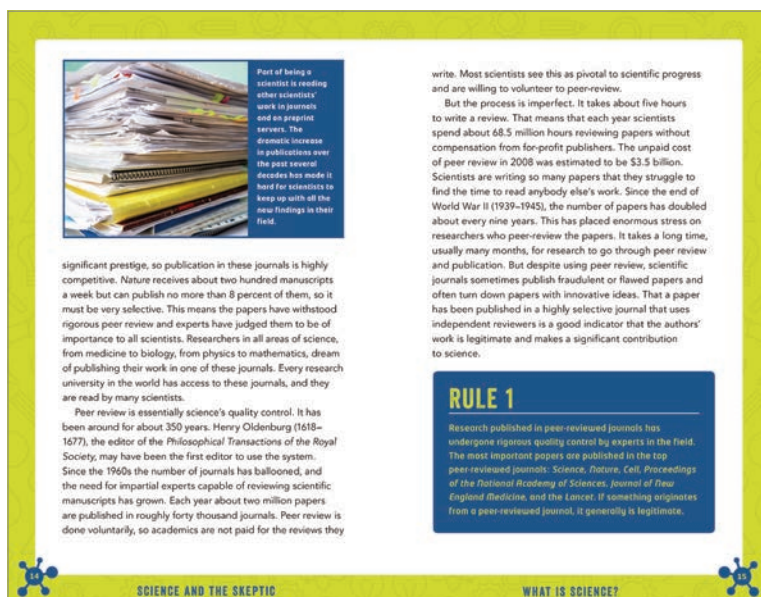 Part of being a
scientist is reading
other scientists'
work in journals
and on preprint
servers. The
dramatic increase
in publications over
the past several
decades has made it
hard for scientists to
keep up with all the
new findings in their
field.
significant prestige, so publication in these journals is highly
competitive. Nature receives about two hundred manuscripts
a week but can publish no more than 8 percent of them, so it
must be very selective. This means the papers have withstood
rigorous peer review and experts have judged them to be of
importance to all scientists. Researchers in all areas of science,
from medicine to biology, from physics to mathematics, dream
of publishing their work in one of these journals. Every research
university in the world has access to these journals, and they
are read by many scientists.
Peer review is essentially science's quality control. It has
been around for about 350 years. Henry Oldenburg (1618–
1677), the editor of the Philosophical Transactions of the Royal
Society, may have been the first editor to use the system.
Since the 1960s the number of journals has ballooned, and
the need for impartial experts capable of reviewing scientific
manuscripts has grown. Each year about two million papers
are published in roughly forty thousand journals. Peer review is
done voluntarily, so academics are not paid for the reviews they
14
SCIENCE AND THE SKEPTIC
write. Most scientists see this as pivotal to scientific progress
and are willing to volunteer to peer-review.
But the process is imperfect. It takes about five hours
to write a review. That means that each year scientists
spend about 68.5 million hours reviewing papers without
compensation from for-profit publishers. The unpaid cost
of peer review in 2008 was estimated to be $3.5 billion.
Scientists are writing so many papers that they struggle to
find the time to read anybody else's work. Since the end of
World War II (1939–1945), the number of papers has doubled
about every nine years. This has placed enormous stress on
researchers who peer-review the papers. It takes a long time,
usually many months, for research to go through peer review
and publication. But despite using peer review, scientific
journals sometimes publish fraudulent or flawed papers and
often turn down papers with innovative ideas. That a paper
has been published in a highly selective journal that uses
independent reviewers is a good indicator that the authors'
work is legitimate and makes a significant contribution
to science.
RULE 1
Research published in peer-reviewed journals has
undergone rigorous quality control by experts in the field.
The most important papers are published in the top
peer-reviewed journals: Science, Nature, Cell, Proceedings
of the National Academy of Sciences, Journal of New
England Medicine, and the Lancet. If something originates
from a peer-reviewed journal, it generally is legitimate.
WHAT IS SCIENCE?
15